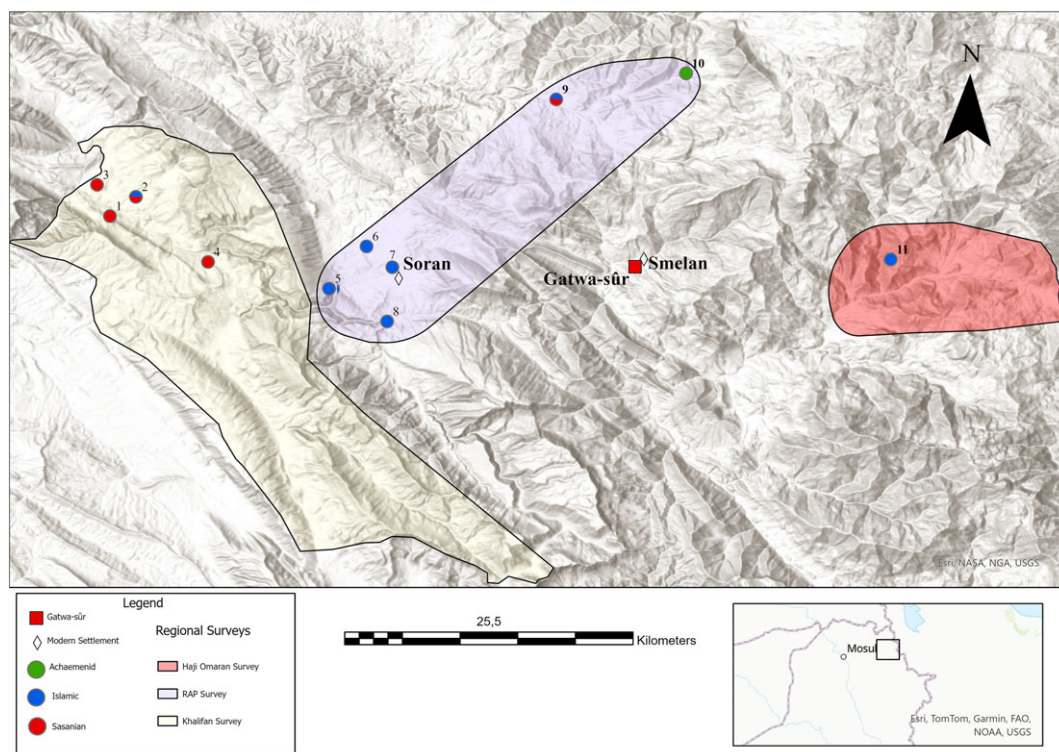 10
9
N
3
2
1
4
6
7
Soran
5
8
Smelan
Gatwa-sûr
11
Esri, NASA, NGA, USGS
Legend
Gatwa-sûr
Modern Settlement
Achaemenid
Islamic
Sasanian
Regional Surveys
Haji Omaran Survey
RAP Survey
Khalifan Survey
25,5
Kilometers
Mosul
Esri, TomTom, Garmin, FAO,
NOAA, USGS